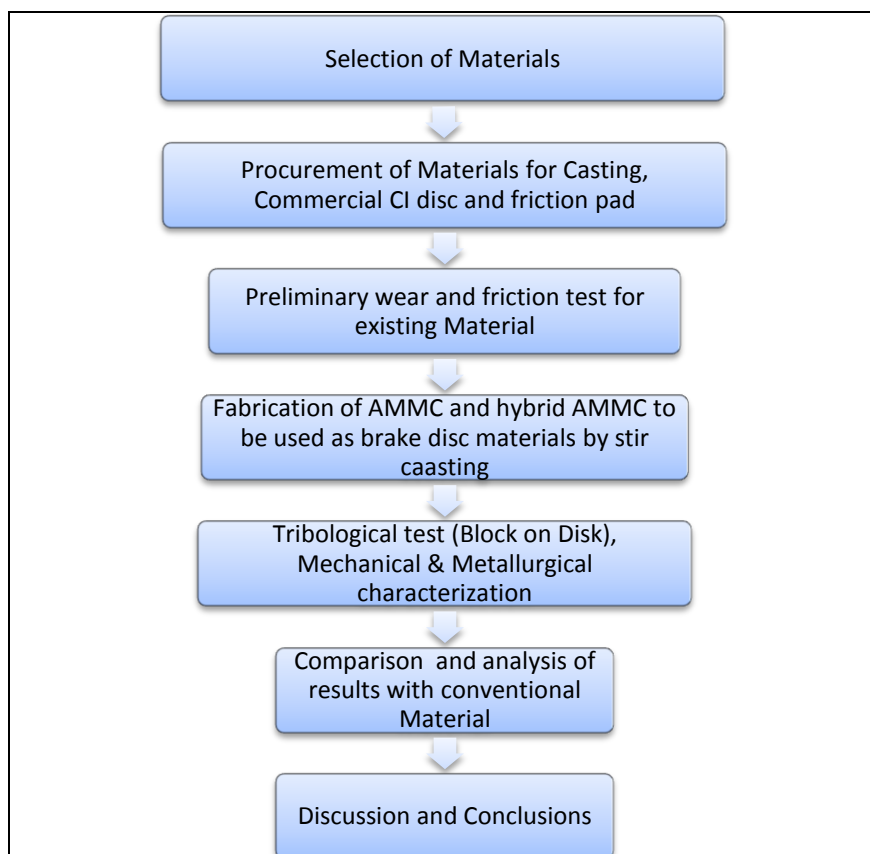 Selection of Materials
Procurement of Materials for Casting,
Commercial CI disc and friction pad
Preliminary wear and friction test for
existing Material
Fabrication of AMMC and hybrid AMMC to
be used as brake disc materials by stir
caasting
Tribological test (Block on Disk),
Mechanical & Metallurgical
characterization
Comparison and analysis of
results with conventional
Material
Discussion and Conclusions